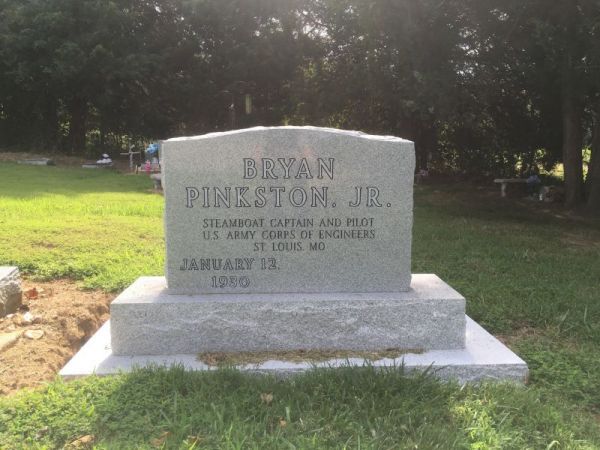 BRYAN
PINKSTON, JR.
STEAMBOAT CAPTAIN AND PILOT
U.S. ARMY CORPS OF ENGINEERS
ST. LOUIS, MO
JANUARY 12,
1930